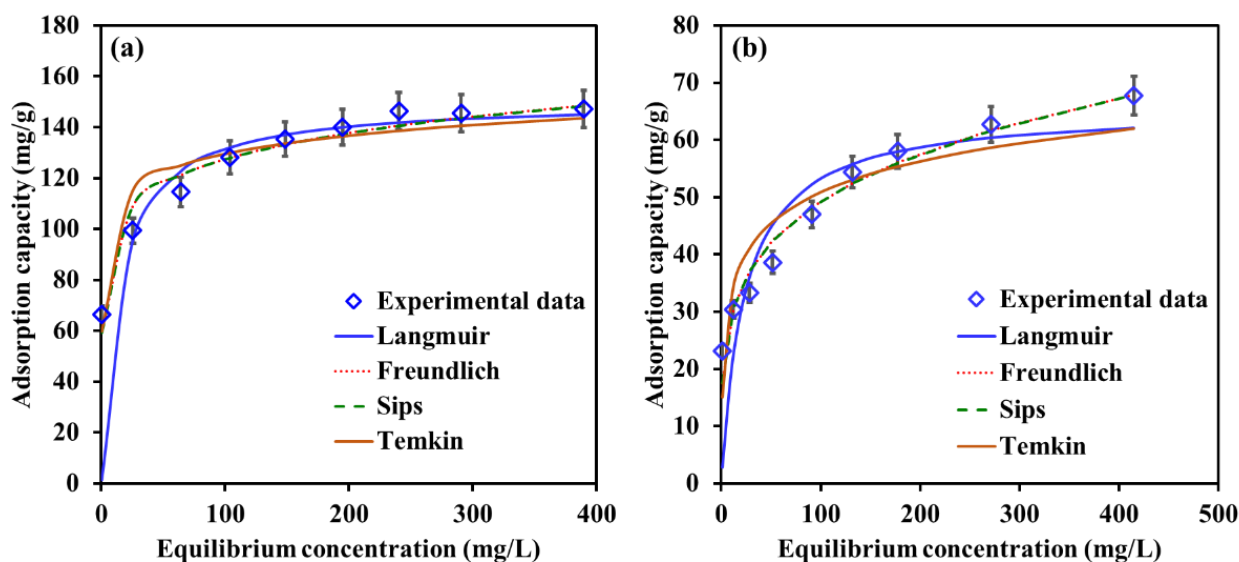 (a)
Adsorption capacity (mg/g)
180
160
140
120
100
80
60
40
20
0
Experimental data
Langmuir
Freundlich
Sips
Temkin
0 100 200 300 400
Equilibrium concentration (mg/L)
(b)
Adsorption capacity (mg/g)
80
70
60
50
40
30
20
10
0
Experimental data
Langmuir
Freundlich
Sips
Temkin
0 100 200 300 400 500
Equilibrium concentration (mg/L)